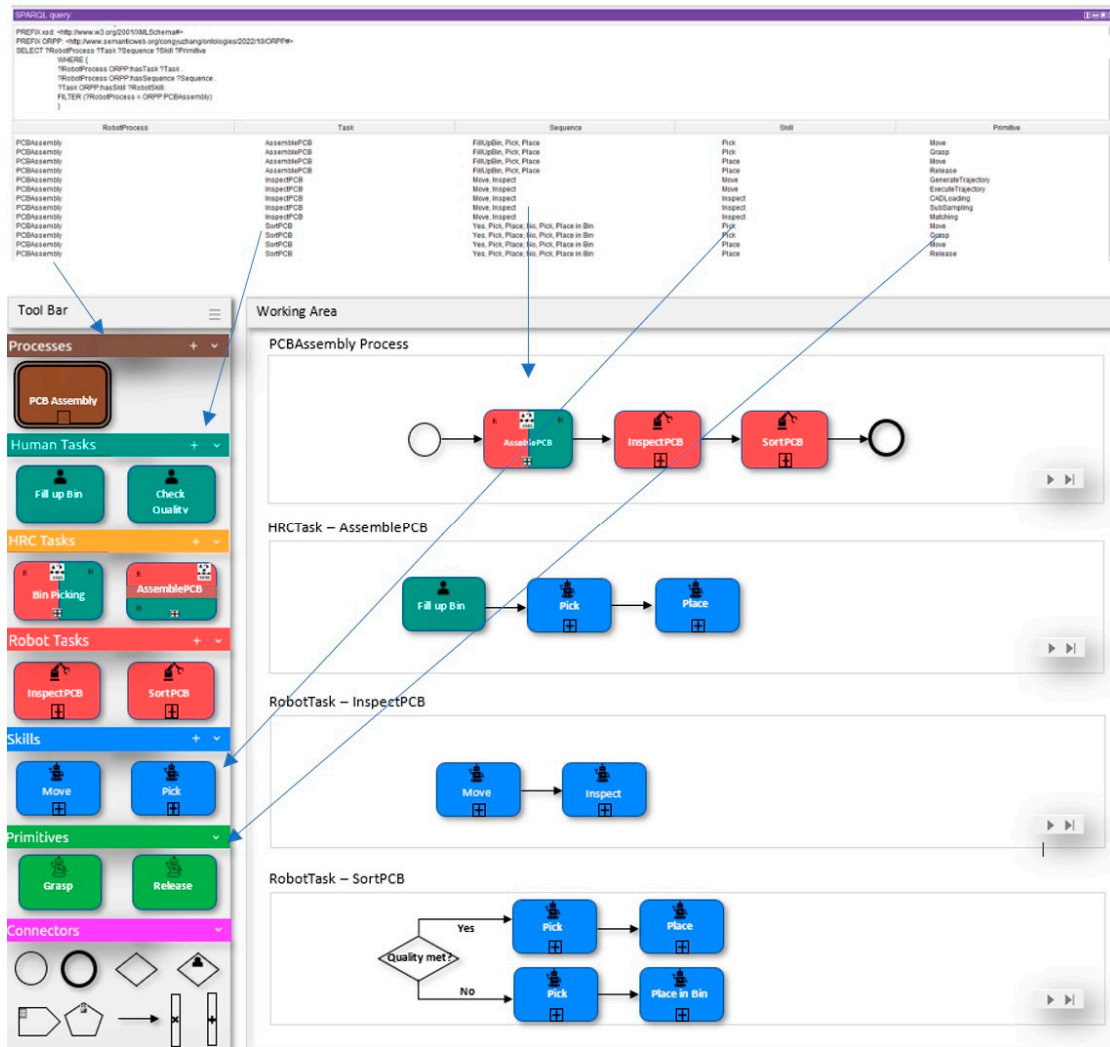 SPARQL query
PREFIX xsd: <http://www.w3.org/2001/XMLSchema#>
PREFIX ORPP: <http://www.semanticweb.org/congyuzhang/ontologies/2022/10/ORPP#>
SELECT ?RobotProcess ?Task ?Sequence ?Skill ?Primitive
WHERE {
?RobotProcess ORPP:hasTask ?Task .
?RobotProcess ORPP:hasSequence ?Sequence .
?Task ORPP:hasSkill ?RobotSkill.
FILTER (?RobotProcess = ORPP:PCBAssembly)
}
RobotProcess Task Sequence Skill Primitive
PCBAssembly AssemblePCB FillUpBin, Pick, Place Pick Move
PCBAssembly AssemblePCB FillUpBin, Pick, Place Pick Grasp
PCBAssembly AssemblePCB FillUpBin, Pick, Place Place Move
PCBAssembly AssemblePCB FillUpBin, Pick, Place Place Release
PCBAssembly InspectPCB Move, Inspect Move GenerateTrajectory
PCBAssembly InspectPCB Move, Inspect Move ExecuteTrajectory
PCBAssembly InspectPCB Move, Inspect Inspect CADLoading
PCBAssembly InspectPCB Move, Inspect Inspect SubSampling
PCBAssembly InspectPCB Move, Inspect Inspect Matching
PCBAssembly SortPCB Yes, Pick, Place; No, Pick, Place in Bin Pick Move
PCBAssembly SortPCB Yes, Pick, Place; No, Pick, Place in Bin Pick Grasp
PCBAssembly SortPCB Yes, Pick, Place; No, Pick, Place in Bin Place Move
PCBAssembly SortPCB Yes, Pick, Place; No, Pick, Place in Bin Place Release
Tool Bar
Processes
PCB Assembly
Human Tasks
Fill up Bin Check Quality
HRC Tasks
R H R
Bin Picking AssemblePCB
H
Robot Tasks
InspectPCB SortPCB
Skills
Move Pick
Primitives
Grasp Release
Connectors
Working Area
PCBAssembly Process
R H
AssemblePCB InspectPCB SortPCB
HRCTask – AssemblePCB
Fill up Bin Pick Place
RobotTask – InspectPCB
Move Inspect
RobotTask – SortPCB
Yes Pick Place
Quality met?
No Pick Place in Bin